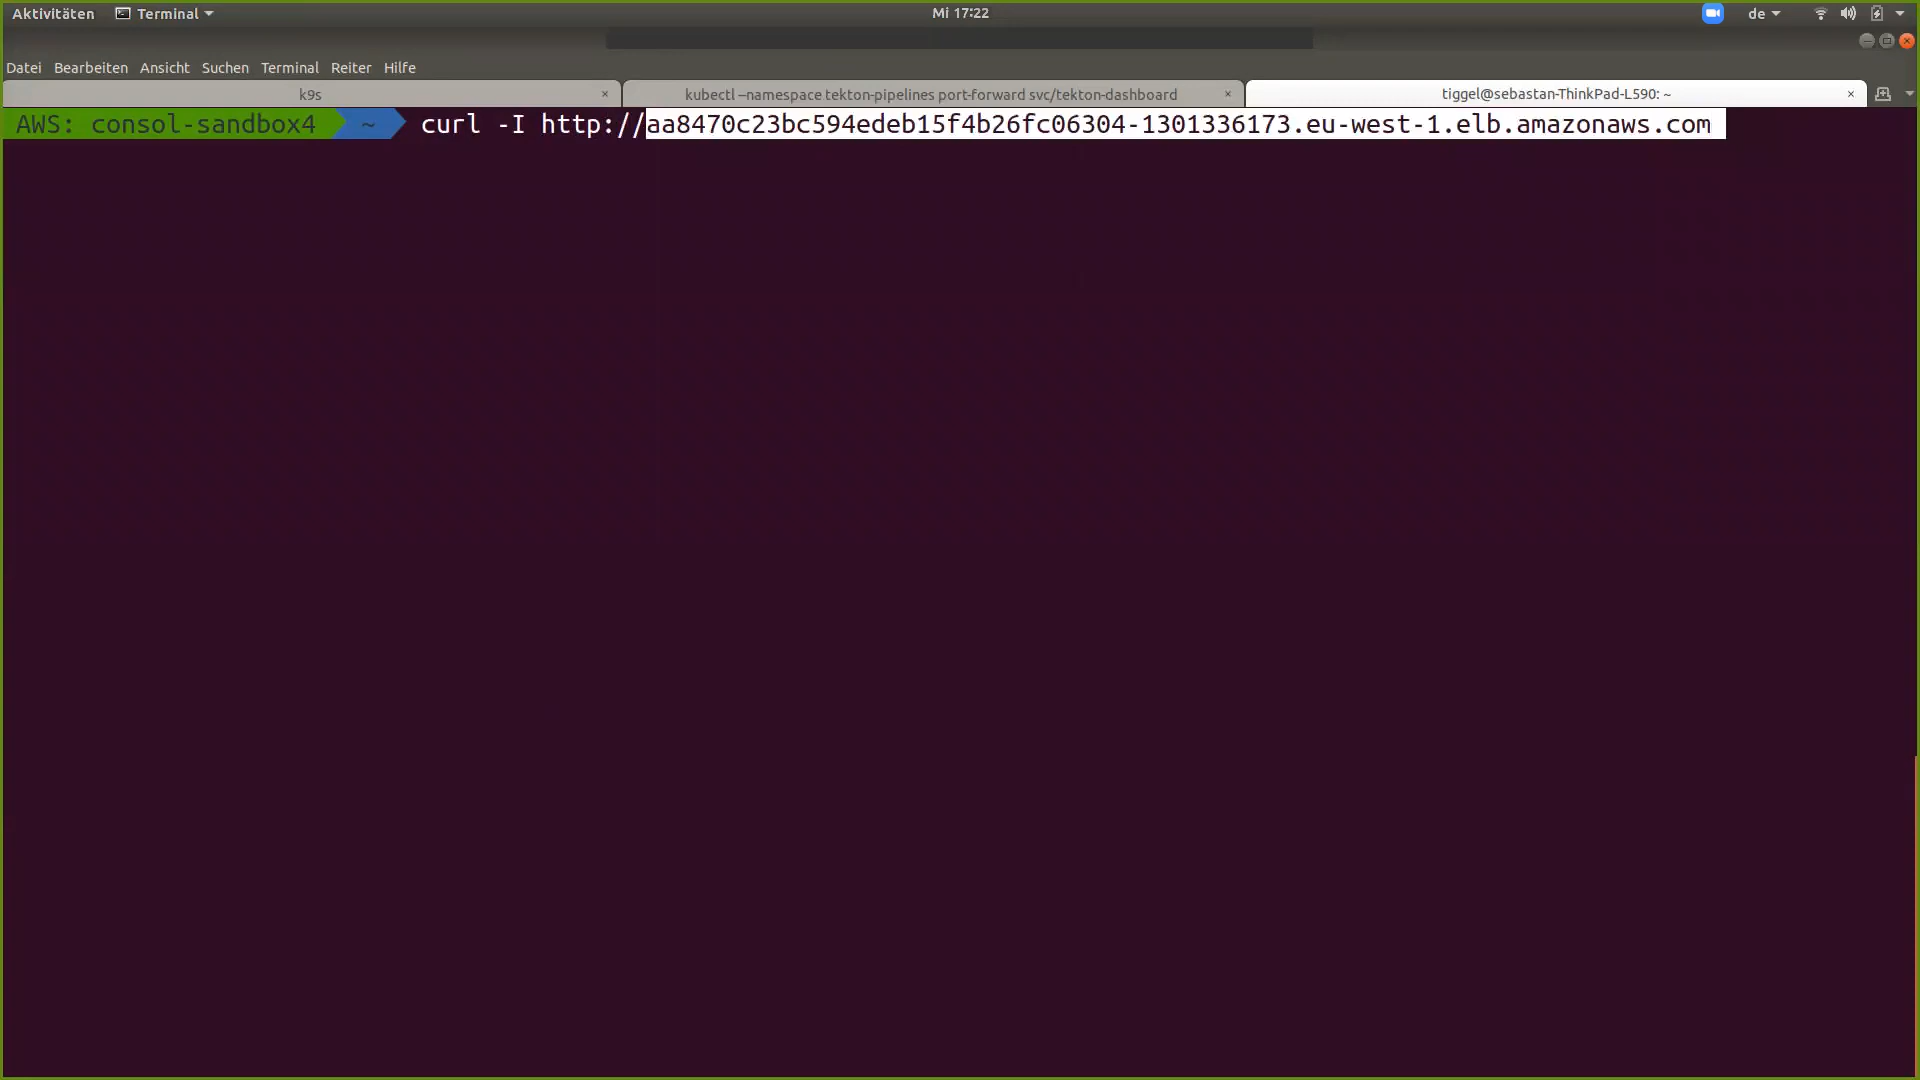 Aktivitäten Terminal Mi 17:22 de
Datei Bearbeiten Ansicht Suchen Terminal Reiter Hilfe
k9s × kubectl --namespace tekton-pipelines port-forward svc/tekton-dashboard × tiggel@sebastan-ThinkPad-L590: ~ ×
AWS: consol-sandbox4 ~ curl -I http://aa8470c23bc594edeb15f4b26fc06304-1301336173.eu-west-1.elb.amazonaws.com